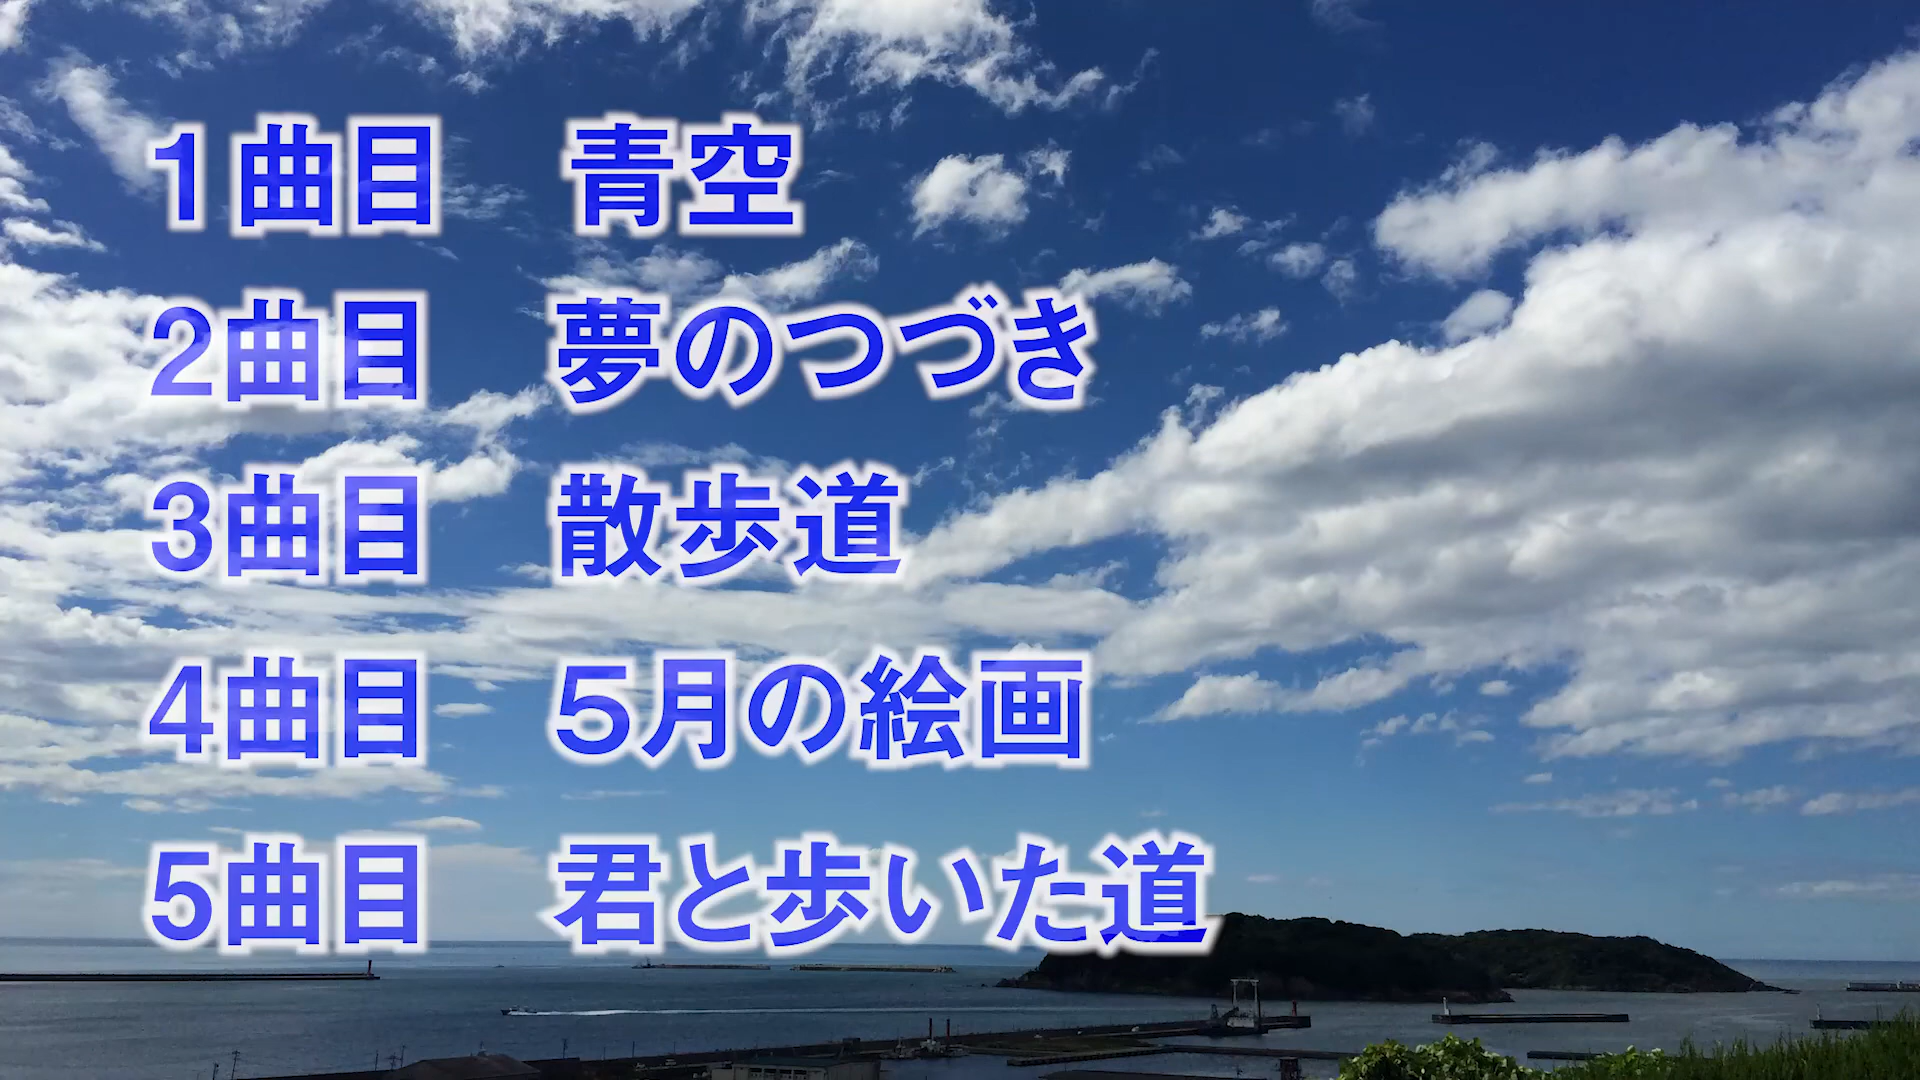 1曲目　青空
2曲目　夢のつづき
3曲目　散歩道
4曲目　５月の絵画
5曲目　君と歩いた道